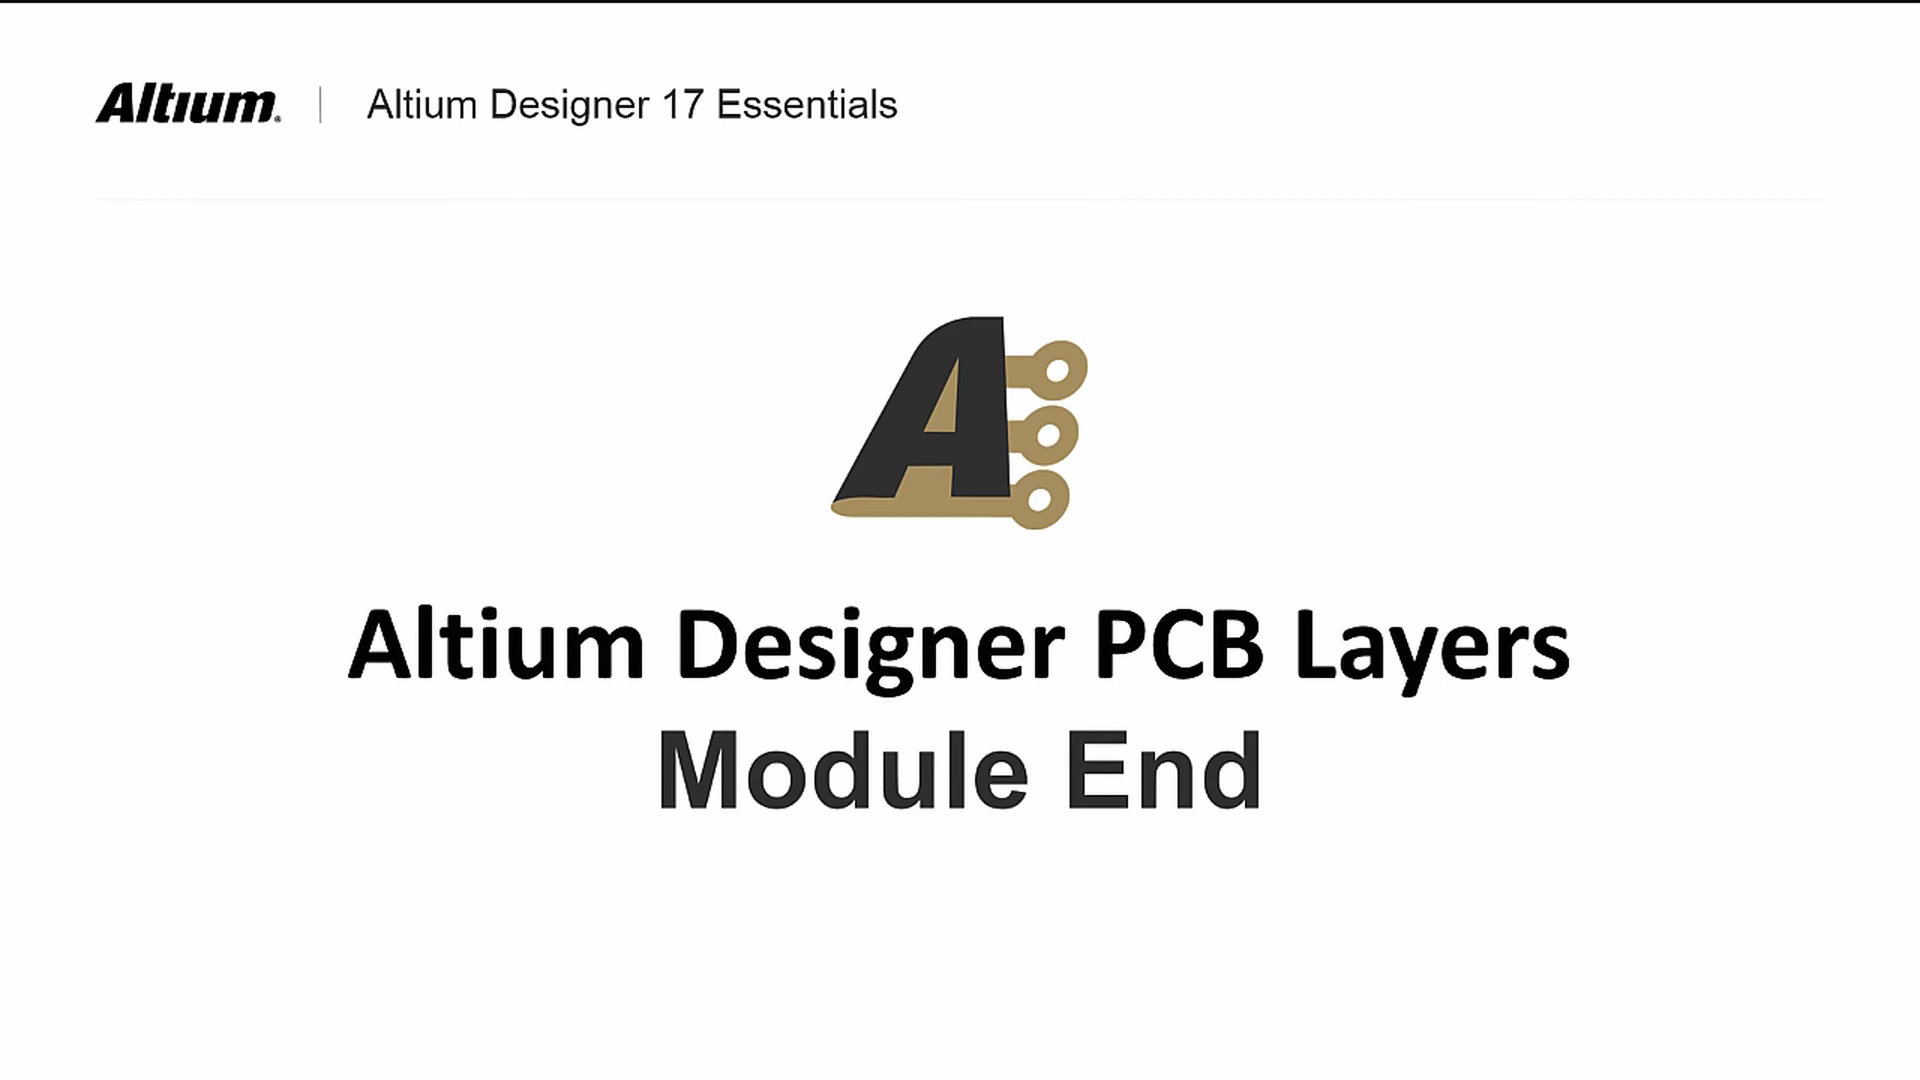 Altium®
Altium Designer 17 Essentials
Altium Designer PCB Layers
Module End